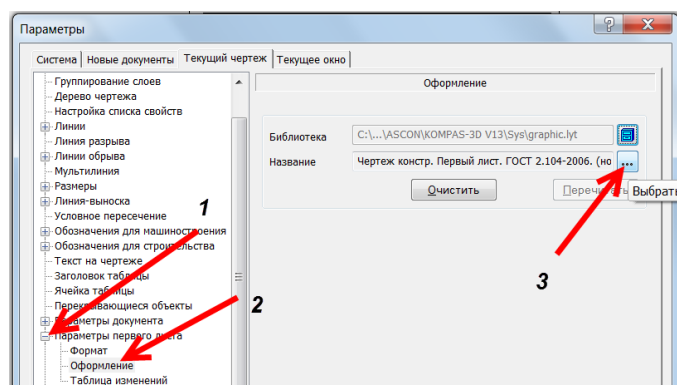 Параметры
Система
Новые документы
Текущий чертеж
Текущее окно
Группирование слоев
Дерево чертежа
Настройка списка свойств
Линии
Линия разрыва
Линии обрыва
Мультилиния
Размеры
Линия-выноска
Условное пересечение
Обозначения для машиностроения
Обозначения для строительства
Текст на чертеже
Заголовок таблицы
Ячейка таблицы
Перекрывающиеся объекты
Параметры документа
Параметры первого листа
Формат
Оформление
Таблица изменений
Оформление
Библиотека
C:\...\ASCON\KOMPAS-3D V13\Sys\graphic.lyt
Название
Чертеж констр. Первый лист. ГОСТ 2.104-2006. (но
...
Очистить
Выбрать
1
2
3